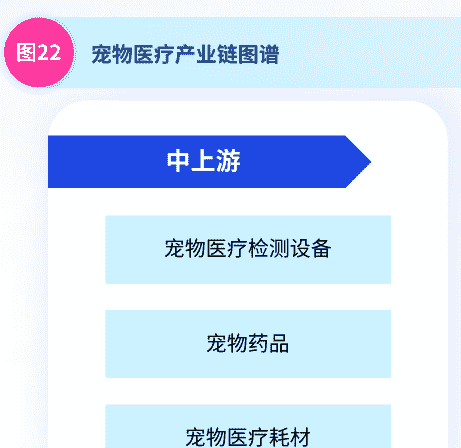 图22
宠物医疗产业链图谱
中上游
宠物医疗检测设备
宠物药品
宠物医疗耗材